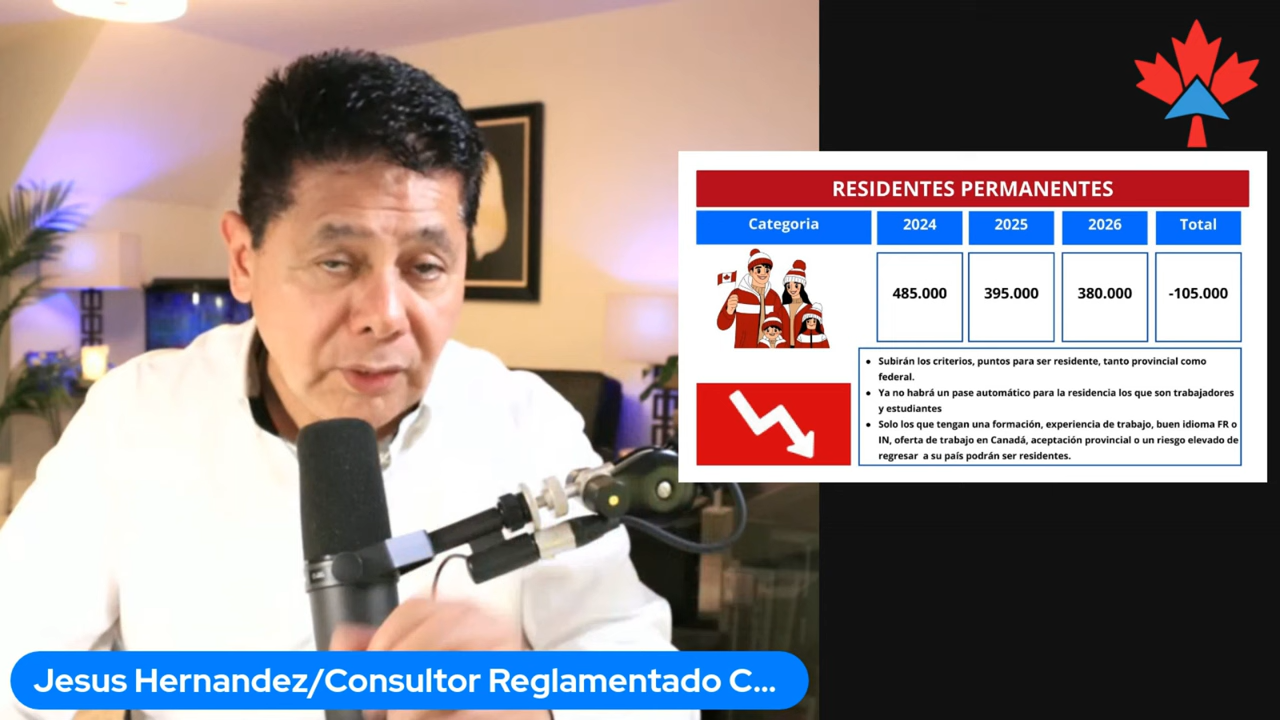 RESIDENTES PERMANENTES
Categoria 2024 2025 2026 Total
485.000 395.000 380.000 -105.000
• Subirán los criterios, puntos para ser residente, tanto provincial como
federal.
• Ya no habrá un pase automático para la residencia los que son trabajadores
y estudiantes
• Solo los que tengan una formación, experiencia de trabajo, buen idioma FR o
IN, oferta de trabajo en Canadá, aceptación provincial o un riesgo elevado de
regresar a su país podrán ser residentes.
Jesus Hernandez/Consultor Reglamentado C...